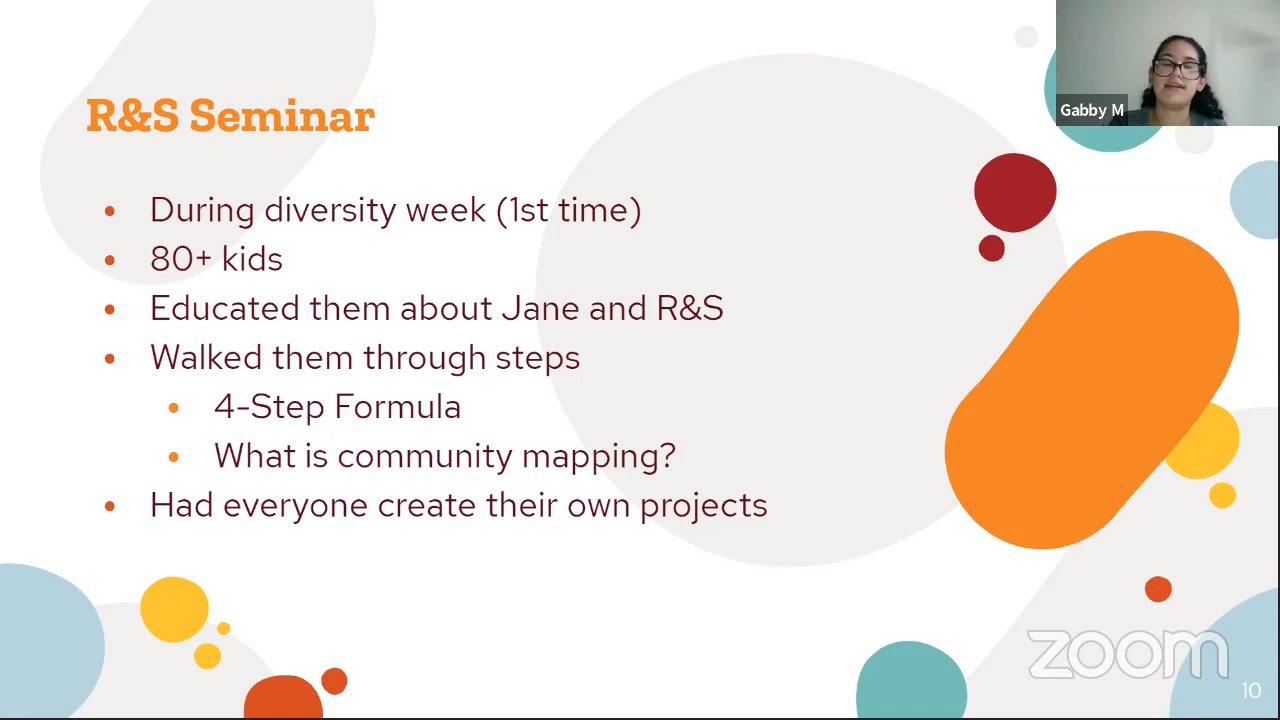 Gabby M
R&S Seminar
• During diversity week (1st time)
• 80+ kids
• Educated them about Jane and R&S
• Walked them through steps
• 4-Step Formula
• What is community mapping?
• Had everyone create their own projects
zoom
10